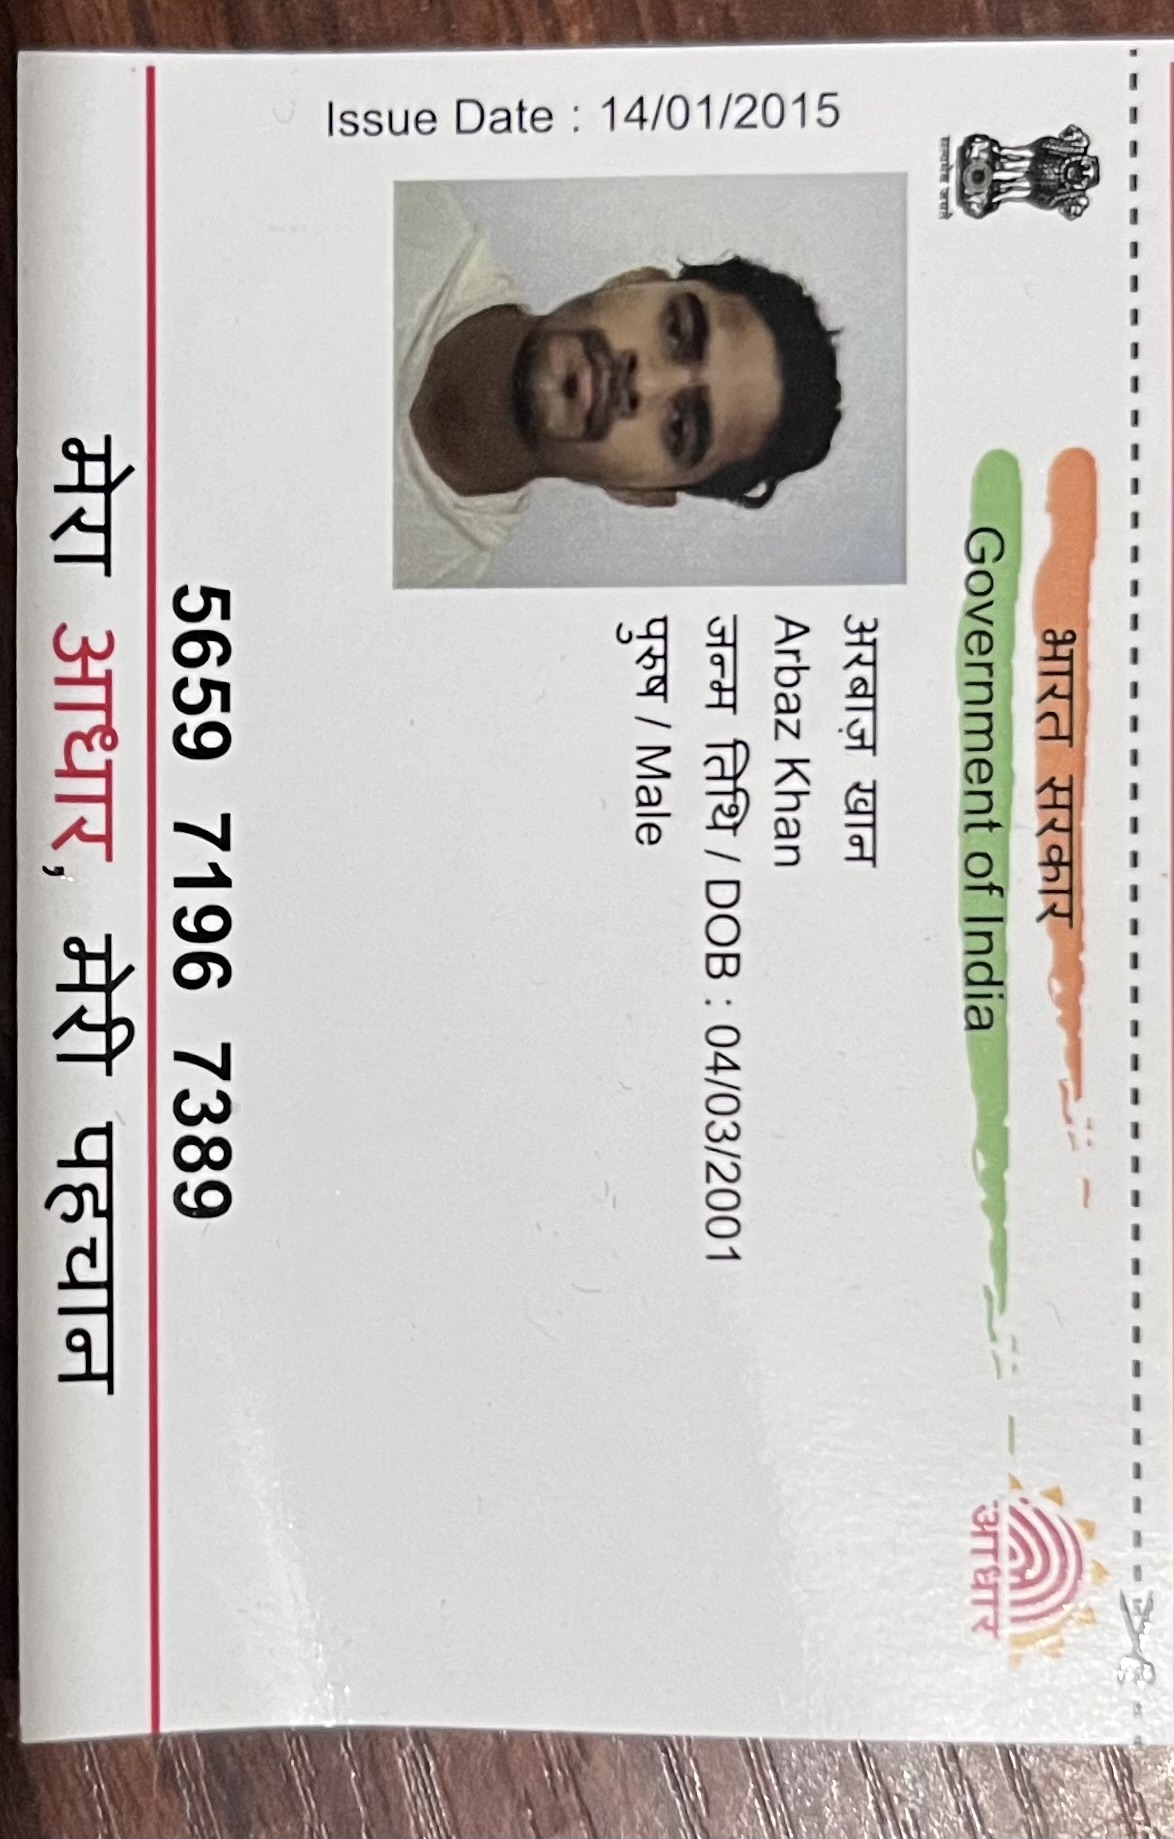 भारत सरकार
Government of India
सत्यमेव जयते
आधार
Issue Date : 14/01/2015
अरबाज़ खान
Arbaz Khan
जन्म तिथि / DOB : 04/03/2001
पुरुष / Male
5659 7196 7389
मेरा आधार, मेरी पहचान